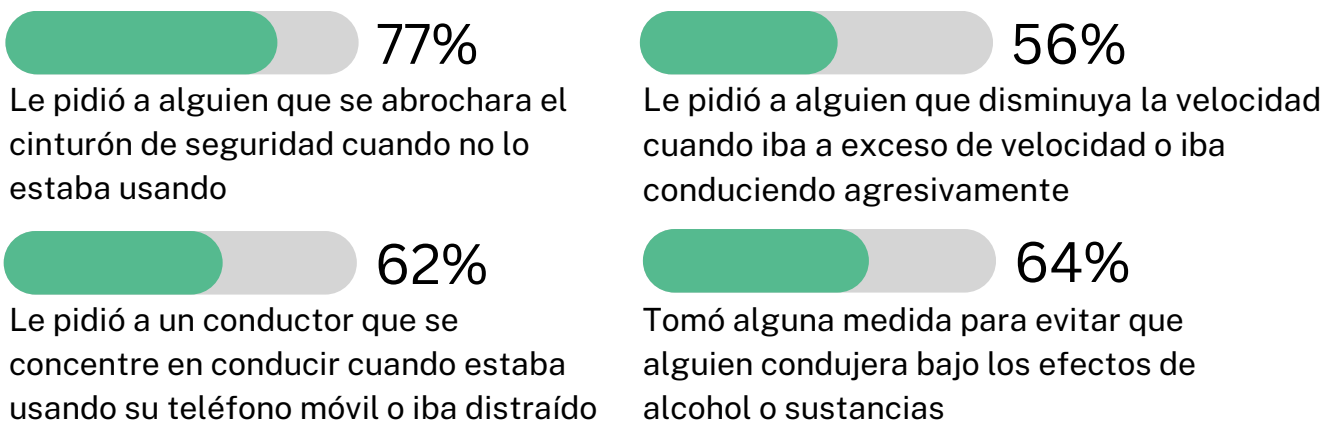 77%
Le pidió a alguien que se abrochara el
cinturón de seguridad cuando no lo
estaba usando
56%
Le pidió a alguien que disminuya la velocidad
cuando iba a exceso de velocidad o iba
conduciendo agresivamente
62%
Le pidió a un conductor que se
concentre en conducir cuando estaba
usando su teléfono móvil o iba distraído
64%
Tomó alguna medida para evitar que
alguien condujera bajo los efectos de
alcohol o sustancias